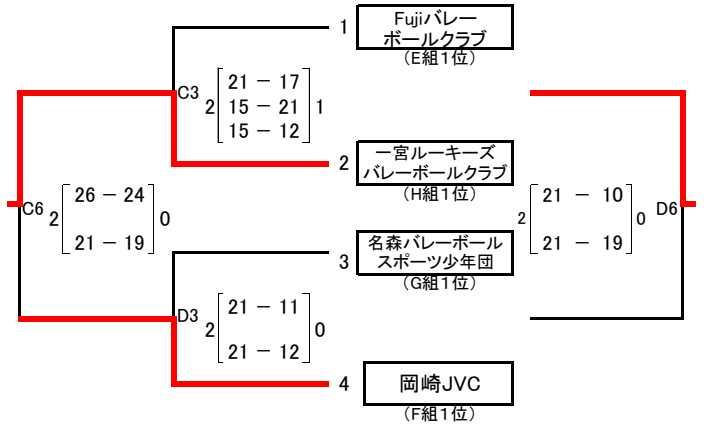 1 Fujiバレー
ボールクラブ
（E組１位）
C3 2 21 － 17 1
15 － 21
15 － 12
2 一宮ルーキーズ
バレーボールクラブ
（H組１位）
C6 2 26 － 24 0
21 － 19
2 21 － 10 0 D6
21 － 19
3 名森バレーボール
スポーツ少年団
（G組１位）
D3 2 21 － 11 0
21 － 12
4 岡崎JVC
（F組１位）